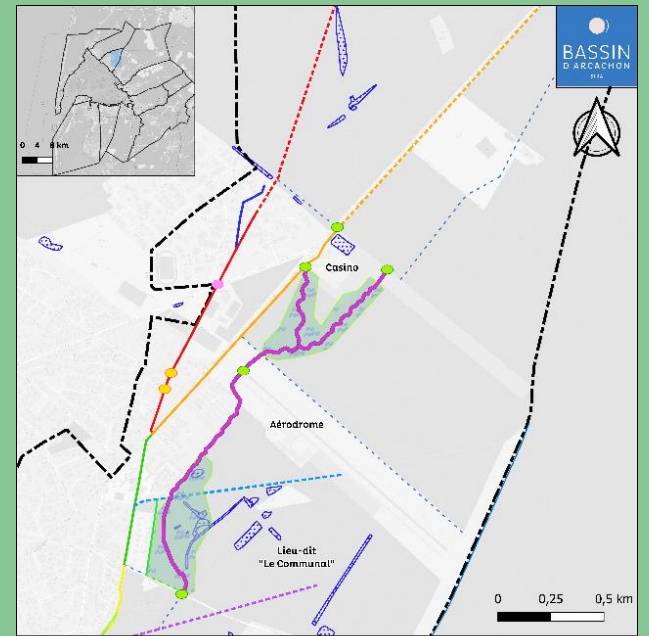 BASSIN
D'ARCACHON
0 4 8 km
Casino
Aérodrome
Lieu-dit
"Le Communal"
0 0,25 0,5 km